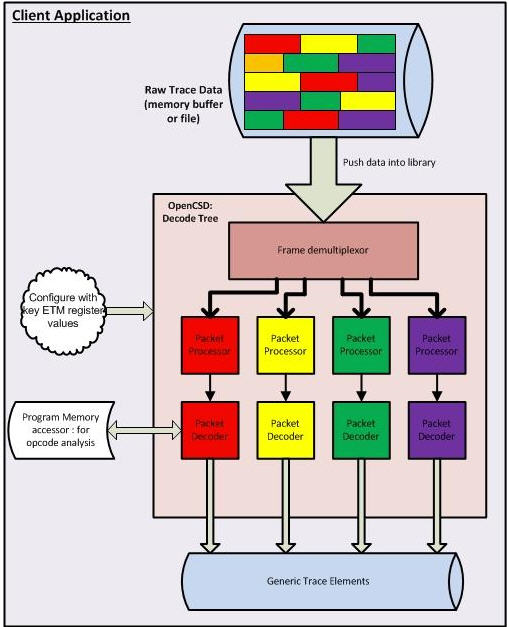 Client Application
Raw Trace Data
(memory buffer
or file)
Push data into library
OpenCSD:
Decode Tree
Frame demultiplexor
Configure with
key ETM register
values
Packet
Processor
Packet
Processor
Packet
Processor
Packet
Processor
Program Memory
accessor : for
opcode analysis
Packet
Decoder
Packet
Decoder
Packet
Decoder
Packet
Decoder
Generic Trace Elements